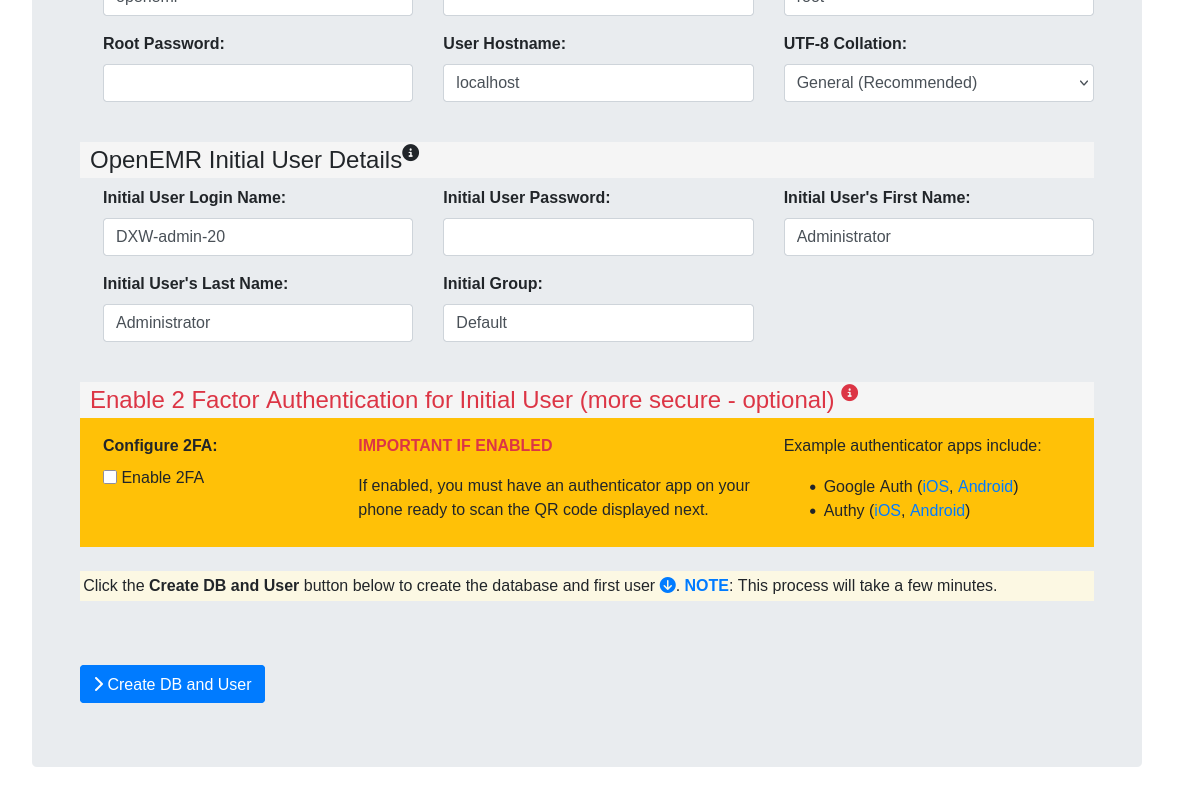 Root Password: User Hostname: UTF-8 Collation:
localhost General (Recommended)
OpenEMR Initial User Details
Initial User Login Name: Initial User Password: Initial User's First Name:
DXW-admin-20 Administrator
Initial User's Last Name: Initial Group:
Administrator Default
Enable 2 Factor Authentication for Initial User (more secure - optional)
Configure 2FA: IMPORTANT IF ENABLED Example authenticator apps include:
Enable 2FA
If enabled, you must have an authenticator app on your
phone ready to scan the QR code displayed next.
• Google Auth (iOS, Android)
• Authy (iOS, Android)
Click the Create DB and User button below to create the database and first user . NOTE: This process will take a few minutes.
Create DB and User